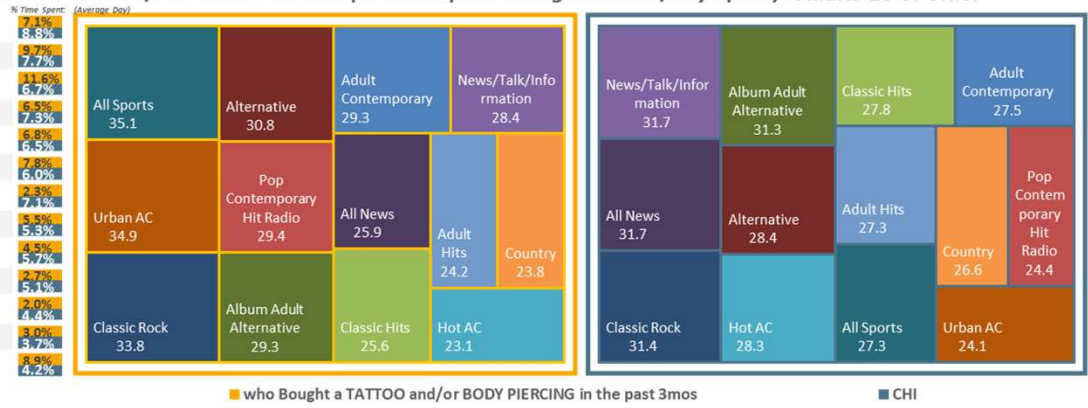 % Time Spent: (Average Day)
7.1%
8.8%
9.7%
7.7%
11.6%
6.7%
6.5%
7.3%
6.8%
6.5%
7.8%
6.0%
2.3%
7.1%
5.5%
5.3%
4.5%
5.7%
2.7%
5.1%
2.0%
4.4%
3.0%
3.7%
8.9%
4.2%
All Sports
35.1
Alternative
30.8
Adult
Contemporary
29.3
News/Talk/Info
rmation
28.4
Urban AC
34.9
Pop
Contemporary
Hit Radio
29.4
All News
25.9
Adult
Hits
24.2
Country
23.8
Classic Rock
33.8
Album Adult
Alternative
29.3
Classic Hits
25.6
Hot AC
23.1
News/Talk/Infor
mation
31.7
Album Adult
Alternative
31.3
Classic Hits
27.8
Adult
Contemporary
27.5
All News
31.7
Alternative
28.4
Adult Hits
27.3
Country
26.6
Pop
Contem
porary
Hit
Radio
24.4
Classic Rock
31.4
Hot AC
28.3
All Sports
27.3
Urban AC
24.1
who Bought a TATTOO and/or BODY PIERCING in the past 3mos
CHI